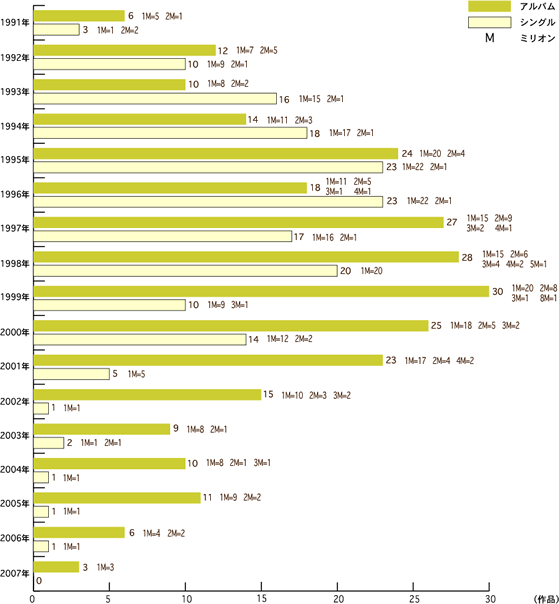 アルバム
シングル
M ミリオン
1991年
6 1M=5 2M=1
3 1M=1 2M=2
1992年
12 1M=7 2M=5
10 1M=9 2M=1
1993年
10 1M=8 2M=2
16 1M=15 2M=1
1994年
14 1M=11 2M=3
18 1M=17 2M=1
1995年
24 1M=20 2M=4
23 1M=22 2M=1
1996年
18 1M=11 2M=5
3M=1 4M=1
23 1M=22 2M=1
1997年
27 1M=15 2M=9
3M=2 4M=1
17 1M=16 2M=1
1998年
28 1M=15 2M=6
3M=4 4M=2 5M=1
20 1M=20
1999年
30 1M=20 2M=8
3M=1 8M=1
10 1M=9 3M=1
2000年
25 1M=18 2M=5 3M=2
14 1M=12 2M=2
2001年
23 1M=17 2M=4 4M=2
5 1M=5
2002年
15 1M=10 2M=3 3M=2
1 1M=1
2003年
9 1M=8 2M=1
2 1M=1 2M=1
2004年
10 1M=8 2M=1 3M=1
1 1M=1
2005年
11 1M=9 2M=2
1 1M=1
2006年
6 1M=4 2M=2
1 1M=1
2007年
3 1M=3
0
0 5 10 15 20 25 30 (作品)